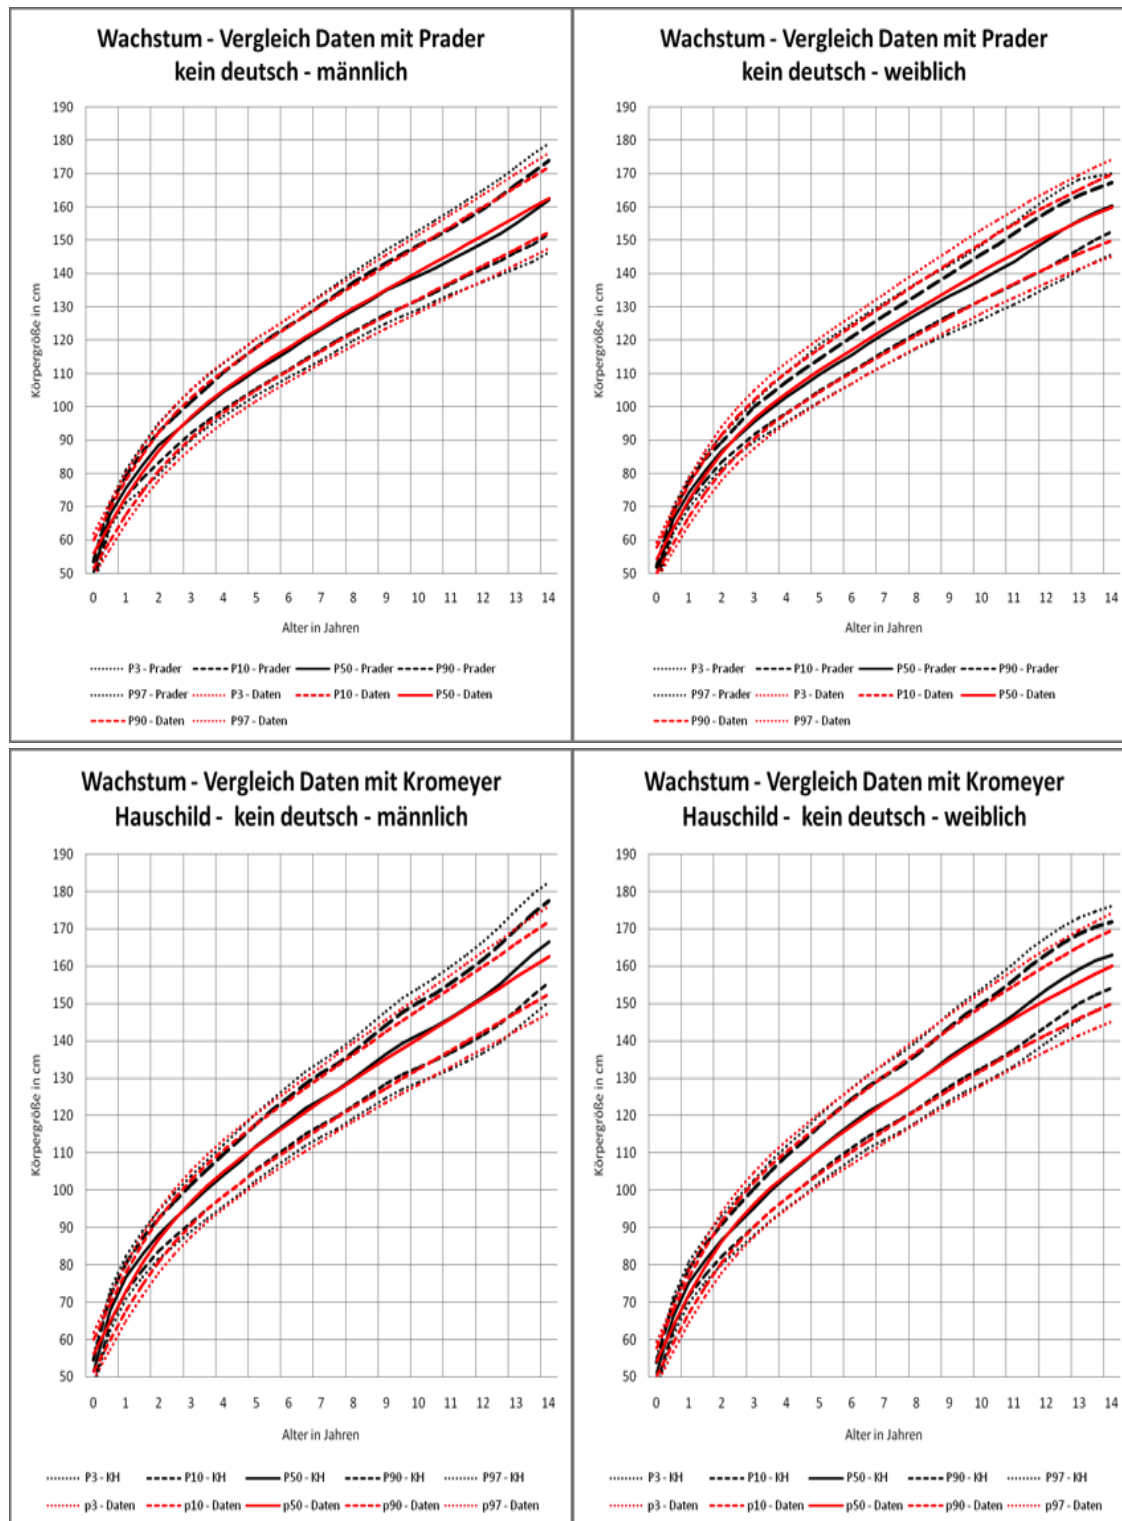 Wachstum - Vergleich Daten mit Prader
kein deutsch - männlich
190
180
170
160
150
140
130
120
110
100
90
80
70
60
50
Körpergröße in cm
0 1 2 3 4 5 6 7 8 9 10 11 12 13 14
Alter in Jahren
P3 - Prader P10 - Prader P50 - Prader P90 - Prader
P97 - Prader P3 - Daten P10 - Daten P50 - Daten
P90 - Daten P97 - Daten
Wachstum - Vergleich Daten mit Prader
kein deutsch - weiblich
190
180
170
160
150
140
130
120
110
100
90
80
70
60
50
Körpergröße in cm
0 1 2 3 4 5 6 7 8 9 10 11 12 13 14
Alter in Jahren
P3 - Prader P10 - Prader P50 - Prader P90 - Prader
P97 - Prader P3 - Daten P10 - Daten P50 - Daten
P90 - Daten P97 - Daten
Wachstum - Vergleich Daten mit Kromeyer
Hauschild - kein deutsch - männlich
190
180
170
160
150
140
130
120
110
100
90
80
70
60
50
Körpergröße in cm
0 1 2 3 4 5 6 7 8 9 10 11 12 13 14
Alter in Jahren
P3 - KH P10 - KH P50 - KH P90 - KH P97 - KH
p3 - Daten p10 - Daten p50 - Daten p90 - Daten p97 - Daten
Wachstum - Vergleich Daten mit Kromeyer
Hauschild - kein deutsch - weiblich
190
180
170
160
150
140
130
120
110
100
90
80
70
60
50
Körpergröße in cm
0 1 2 3 4 5 6 7 8 9 10 11 12 13 14
Alter in Jahren
P3 - KH P10 - KH P50 - KH P90 - KH P97 - KH
p3 - Daten p10 - Daten p50 - Daten p90 - Daten p97 - Daten